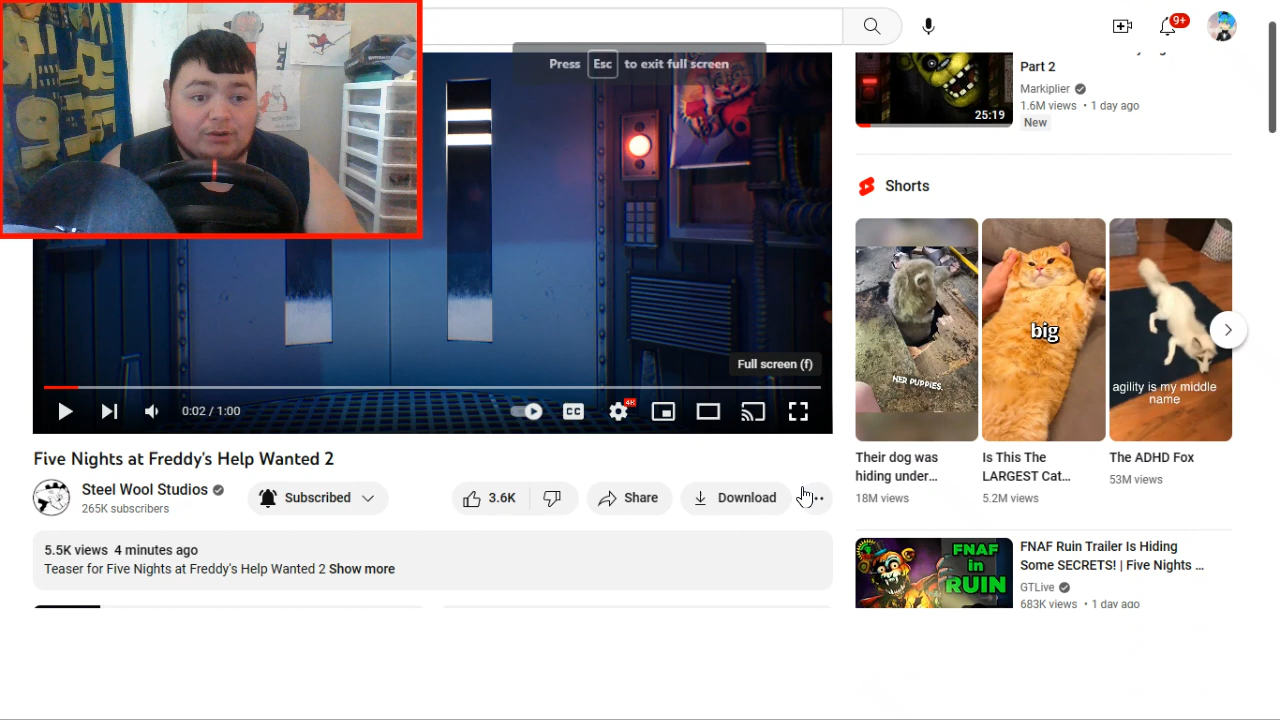 Press Esc to exit full screen
9+
Part 2
Markiplier
1.6M views • 1 day ago
New
25:19
Shorts
HER PUPPIES.
big
agility is my middle
name
Their dog was
hiding under...
18M views
Is This The
LARGEST Cat...
5.2M views
The ADHD Fox
53M views
Full screen (f)
0:02 / 1:00
CC
4K
Five Nights at Freddy's Help Wanted 2
Steel Wool Studios
265K subscribers
Subscribed
3.6K
Share
Download
5.5K views 4 minutes ago
Teaser for Five Nights at Freddy's Help Wanted 2 Show more
FNAF
in
RUIN
FNAF Ruin Trailer Is Hiding
Some SECRETS! | Five Nights ...
GTLive
683K views • 1 day ago